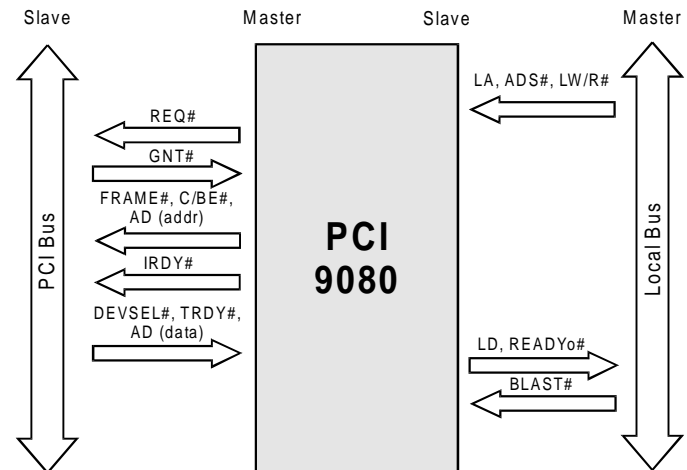 Slave Master Slave Master
LA, ADS#, LW/R#
REQ#
GNT#
FRAME#, C/BE#,
AD (addr)
IRDY#
DEVSEL#, TRDY#,
AD (data)
PCI Bus
PCI
9080
Local Bus
LD, READYo#
BLAST#